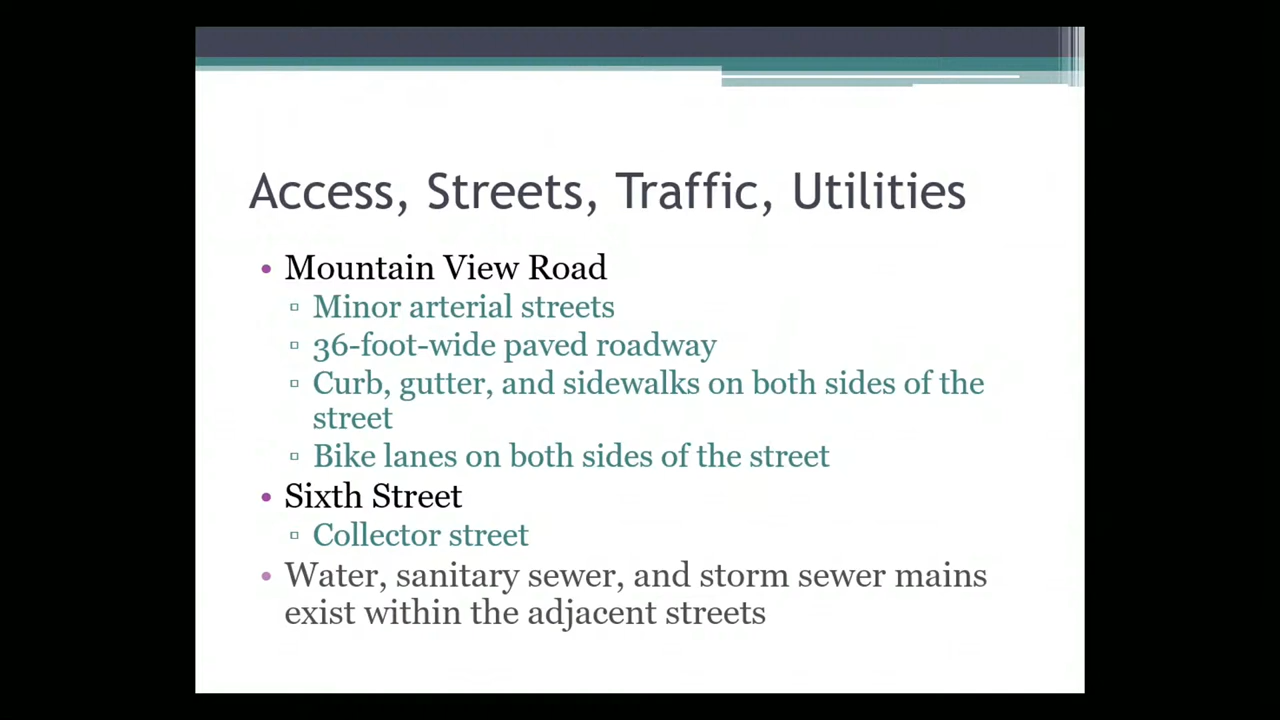 Access, Streets, Traffic, Utilities
• Mountain View Road
▫ Minor arterial streets
▫ 36-foot-wide paved roadway
▫ Curb, gutter, and sidewalks on both sides of the
street
▫ Bike lanes on both sides of the street
• Sixth Street
▫ Collector street
• Water, sanitary sewer, and storm sewer mains
exist within the adjacent streets